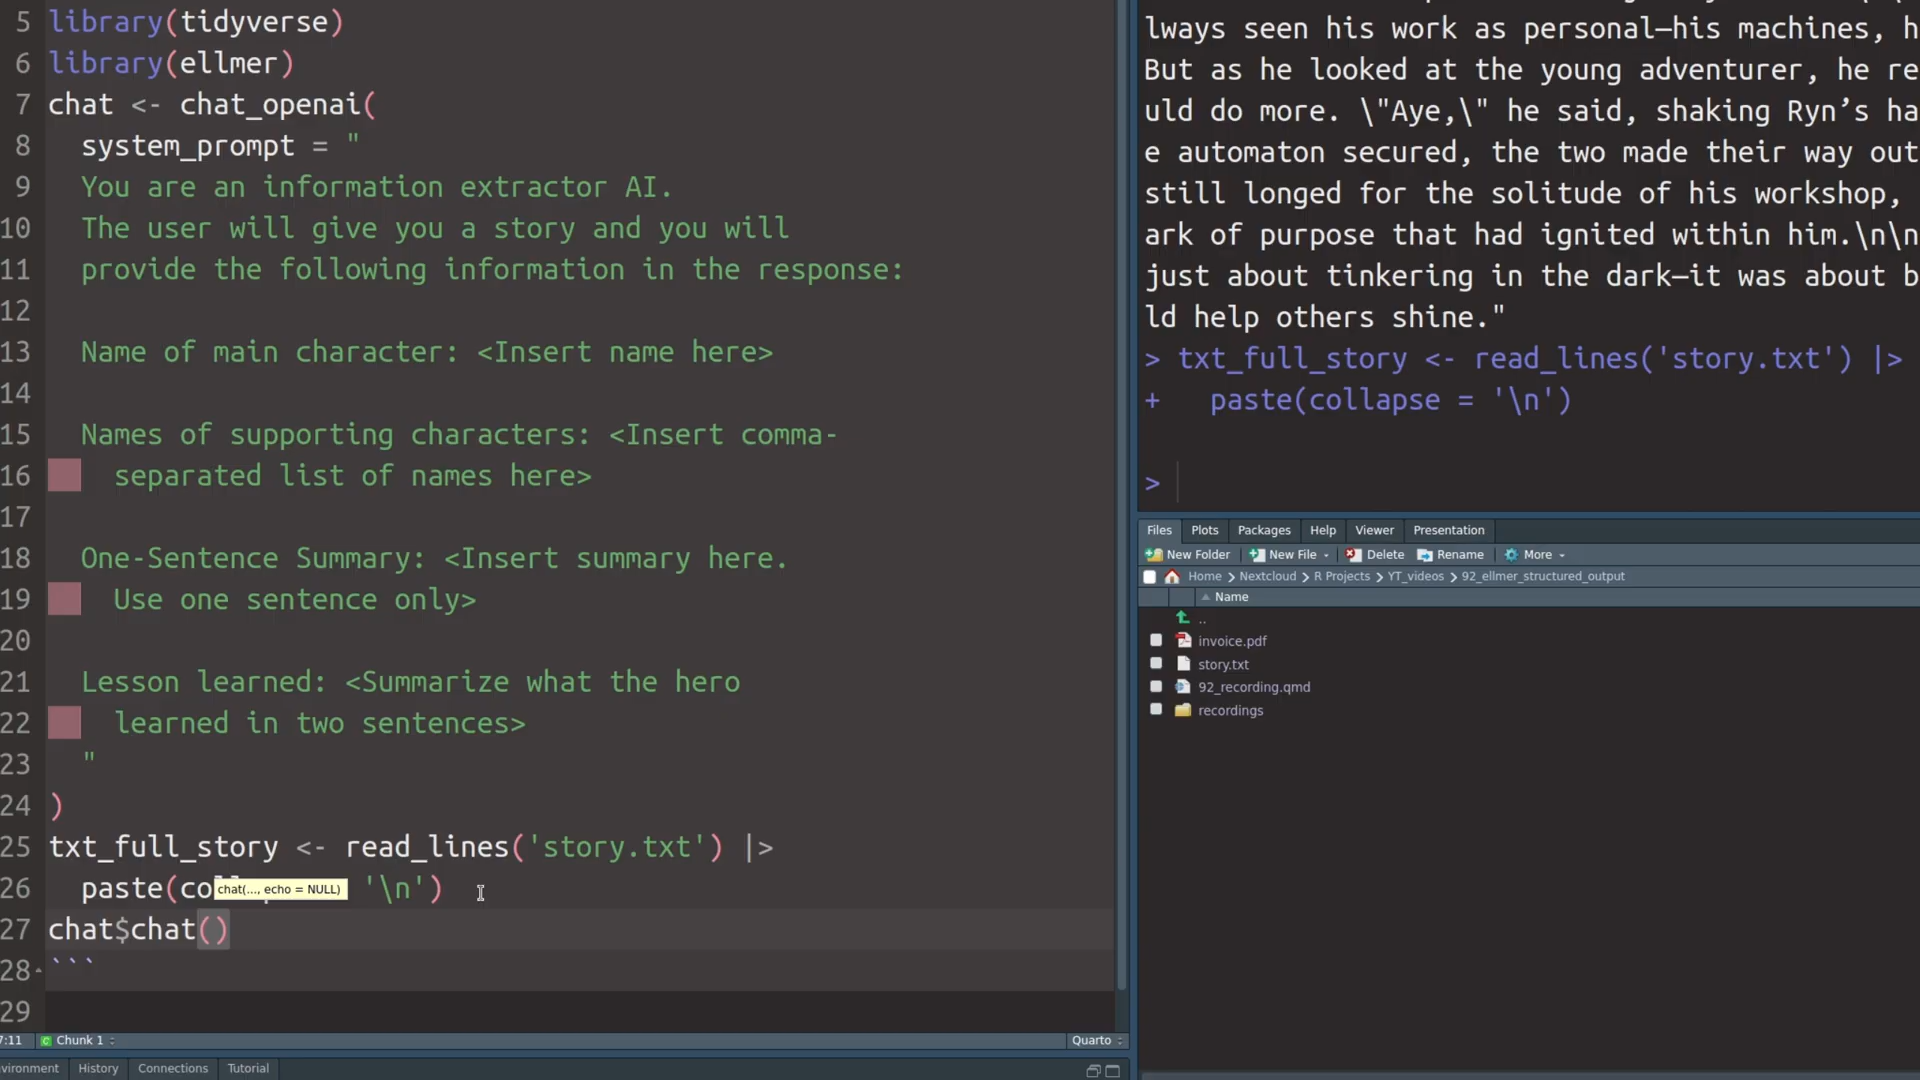 5 library(tidyverse)
6 library(ellmer)
7 chat <- chat_openai(
8 system_prompt = "
9 You are an information extractor AI.
10 The user will give you a story and you will
11 provide the following information in the response:
12
13 Name of main character: <Insert name here>
14
15 Names of supporting characters: <Insert comma-
16 separated list of names here>
17
18 One-Sentence Summary: <Insert summary here.
19 Use one sentence only>
20
21 Lesson learned: <Summarize what the hero
22 learned in two sentences>
23 "
24 )
25 txt_full_story <- read_lines('story.txt') |>
26 paste(co '\n')
chat(..., echo = NULL)
27 chat$chat()
28 ```
29
7:11 Chunk 1 Quarto
vironment History Connections Tutorial
lways seen his work as personal—his machines, h
But as he looked at the young adventurer, he re
uld do more. \"Aye,\" he said, shaking Ryn’s ha
e automaton secured, the two made their way out
still longed for the solitude of his workshop,
ark of purpose that had ignited within him.\n\n
just about tinkering in the dark—it was about b
ld help others shine."
> txt_full_story <- read_lines('story.txt') |>
+ paste(collapse = '\n')
>
Files Plots Packages Help Viewer Presentation
New Folder New File Delete Rename More
Home Nextcloud R Projects YT_videos 92_ellmer_structured_output
Name
..
invoice.pdf
story.txt
92_recording.qmd
recordings